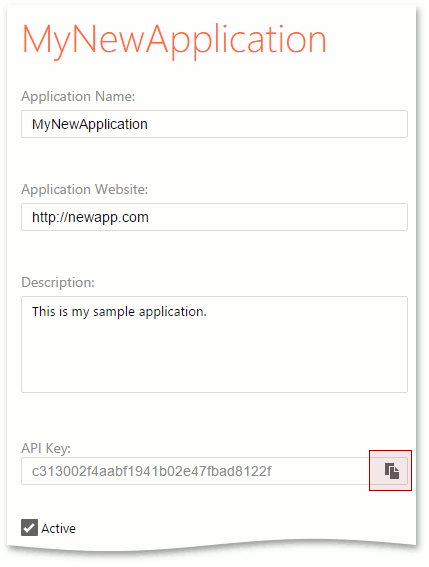 MyNewApplication
Application Name:
MyNewApplication
Application Website:
http://newapp.com
Description:
This is my sample application.
API Key:
c313002f4aabf1941b02e47fbad8122f
Active